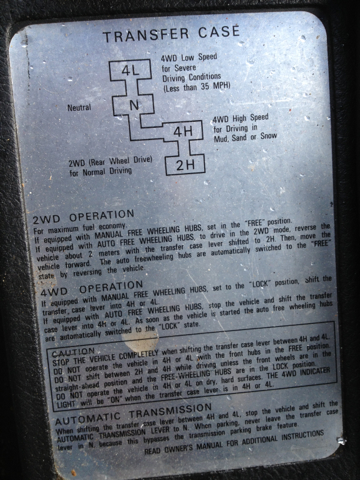 TRANSFER CASE
4L
4WD Low Speed
for Severe
Driving Conditions
(Less than 35 MPH)
Neutral
N
4H
4WD High Speed
for Driving in
Mud, Sand or Snow
2WD (Rear Wheel Drive)
for Normal Driving
2H
2WD OPERATION
For maximum fuel economy.
If equipped with MANUAL FREE WHEELING HUBS, set in the "FREE" position.
If equipped with AUTO FREE WHEELING HUBS, to drive in the 2WD mode, reverse the
vehicle about 2 meters with the transfer case lever shifted to 2H. Then, move the
vehicle forward. The auto freewheeling hubs are automatically switched to the "FREE"
state by reversing the vehicle.
4WD OPERATION
If equipped with MANUAL FREE WHEELING HUBS, set to the "LOCK" position. Shift the
transfer, case lever into 4H or 4L.
If equipped with AUTO FREE WHEELING HUBS, stop the vehicle and shift the transfer
case lever into 4H or 4L. As soon as the vehicle is started the auto free wheeling hubs
are automatically switched to the "LOCK" state.
CAUTION
STOP THE VEHICLE COMPLETELY when shifting the transfer case lever between 4H and 4L.
DO NOT operate the vehicle in 4H or 4L with the front hubs in the FREE position.
DO NOT shift between 2H and 4H while driving unless the front wheels are in the
straight-ahead position and the FREE-WHEELING HUBS are in the LOCK position.
DO NOT operate the vehicle in 4H or 4L on dry, hard surfaces. THE 4WD INDICATOR
LIGHT will be "ON" when the transfer case lever is in 4H or 4L.
AUTOMATIC TRANSMISSION
When shifting the transfer case lever between 4H and 4L, stop the vehicle and shift the
AUTOMATIC TRANSMISSION LEVER to N. When parking, never leave the transfer case
lever in N, because this bypasses the transmission parking brake feature
READ OWNER'S MANUAL FOR ADDITIONAL INSTRUCTIONS